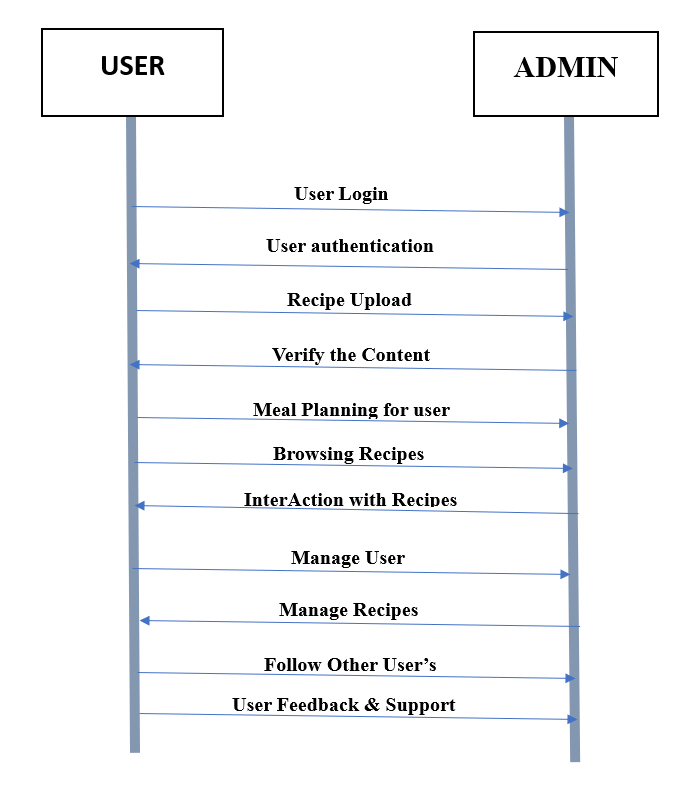 USER
ADMIN
User Login
User authentication
Recipe Upload
Verify the Content
Meal Planning for user
Browsing Recipes
InterAction with Recipes
Manage User
Manage Recipes
Follow Other User’s
User Feedback & Support